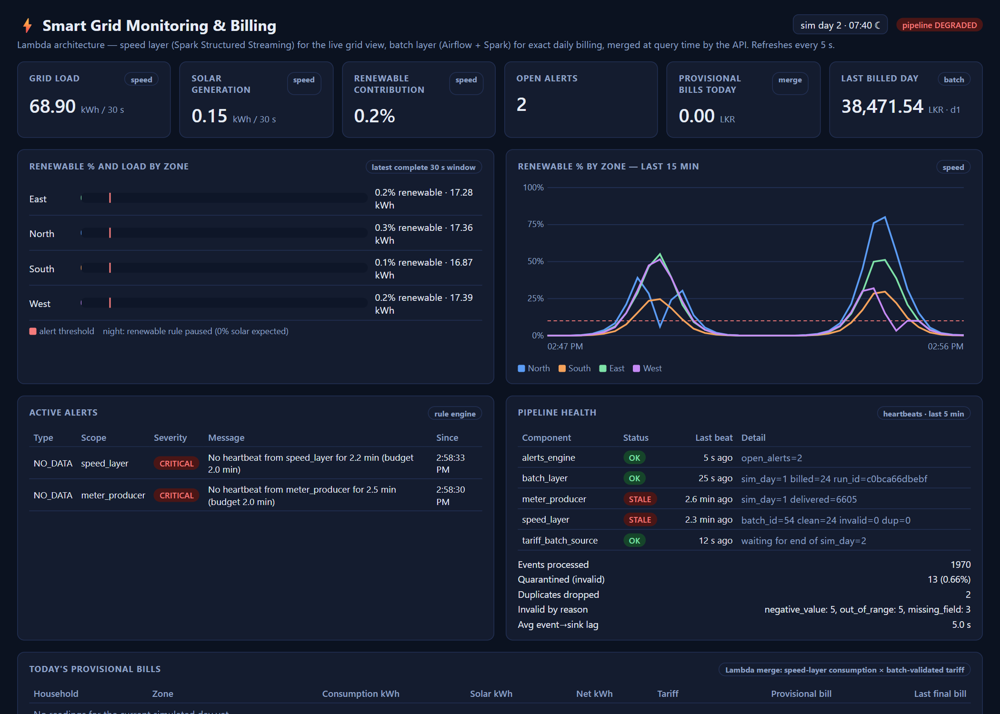 Smart Grid Monitoring & Billing
sim day 2 · 07:40 ☾
pipeline DEGRADED
Lambda architecture — speed layer (Spark Structured Streaming) for the live grid view, batch layer (Airflow + Spark) for exact daily billing, merged at query time by the API. Refreshes every 5 s.
GRID LOAD
speed
68.90 kWh / 30 s
SOLAR
GENERATION
speed
0.15 kWh / 30 s
RENEWABLE
CONTRIBUTION
speed
0.2%
OPEN ALERTS
2
PROVISIONAL
BILLS TODAY
merge
0.00 LKR
LAST BILLED DAY
batch
38,471.54 LKR · d1
RENEWABLE % AND LOAD BY ZONE
latest complete 30 s window
East
0.2% renewable · 17.28
kWh
North
0.3% renewable · 17.36
kWh
South
0.1% renewable · 16.87
kWh
West
0.2% renewable · 17.39
kWh
alert threshold night: renewable rule paused (0% solar expected)
RENEWABLE % BY ZONE — LAST 15 MIN
speed
100%
75%
50%
25%
0%
02:47 PM 02:56 PM
North South East West
ACTIVE ALERTS
rule engine
Type Scope Severity Message Since
NO_DATA speed_layer CRITICAL No heartbeat from speed_layer for 2.2 min (budget 2:58:33
2.0 min) PM
NO_DATA meter_producer CRITICAL No heartbeat from meter_producer for 2.5 min 2:58:30
(budget 2.0 min) PM
PIPELINE HEALTH
heartbeats · last 5 min
Component Status Last beat Detail
alerts_engine OK 5 s ago open_alerts=2
batch_layer OK 25 s ago sim_day=1 billed=24 run_id=c0bca66dbebf
meter_producer STALE 2.6 min ago sim_day=1 delivered=6605
speed_layer STALE 2.3 min ago batch_id=54 clean=24 invalid=0 dup=0
tariff_batch_source OK 12 s ago waiting for end of sim_day=2
Events processed 1970
Quarantined (invalid) 13 (0.66%)
Duplicates dropped 2
Invalid by reason negative_value: 5, out_of_range: 5, missing_field: 3
Avg event→sink lag 5.0 s
TODAY'S PROVISIONAL BILLS
Lambda merge: speed-layer consumption × batch-validated tariff
Household Zone Consumption kWh Solar kWh Net kWh Tariff Provisional bill Last final bill
No readings for the current simulated day yet